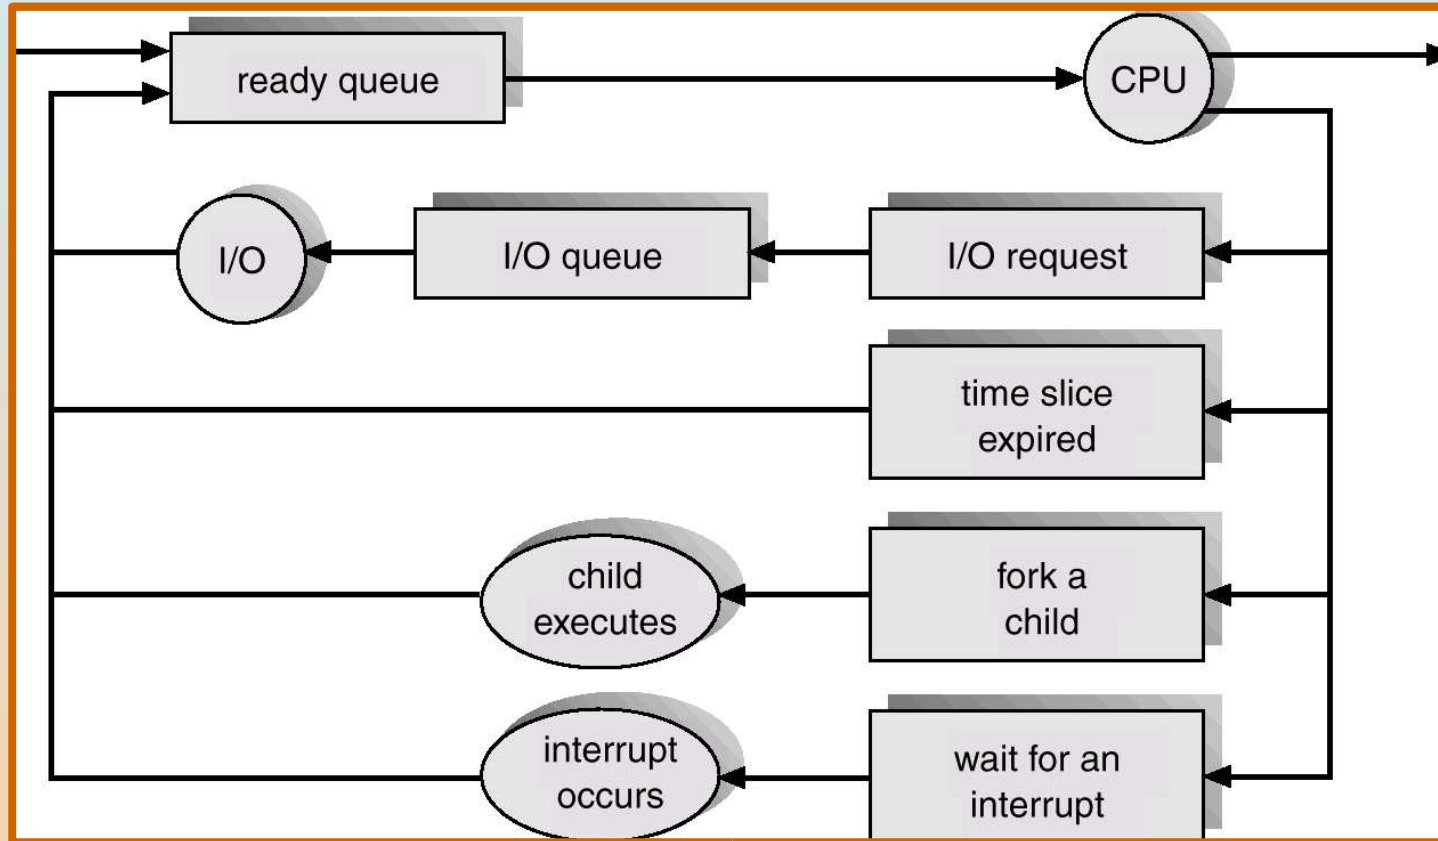 ready queue
CPU
I/O
I/O queue
I/O request
time slice
expired
child
executes
fork a
child
interrupt
occurs
wait for an
interrupt